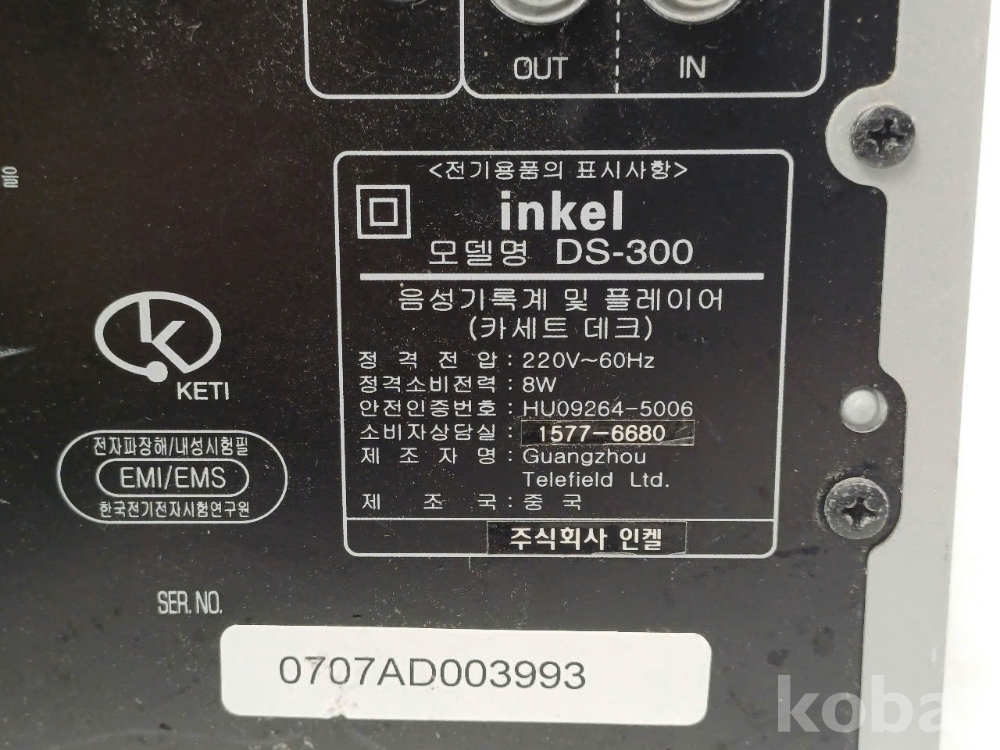 OUT IN
<전기용품의 표시사항>
inkel
모델명 DS-300
음성기록계 및 플레이어
(카세트 데크)
정 격 전 압 : 220V~60Hz
정격소비전력 : 8W
안전인증번호 : HU09264-5006
소비자상담실 : 1577-6680
제 조 자 명 : Guangzhou
Telefield Ltd.
제 조 국 : 중 국
주식회사 인켈
KETI
전자파장해/내성시험필
EMI/EMS
한국전기전자시험연구원
SER. NO.
0707AD003993
koba